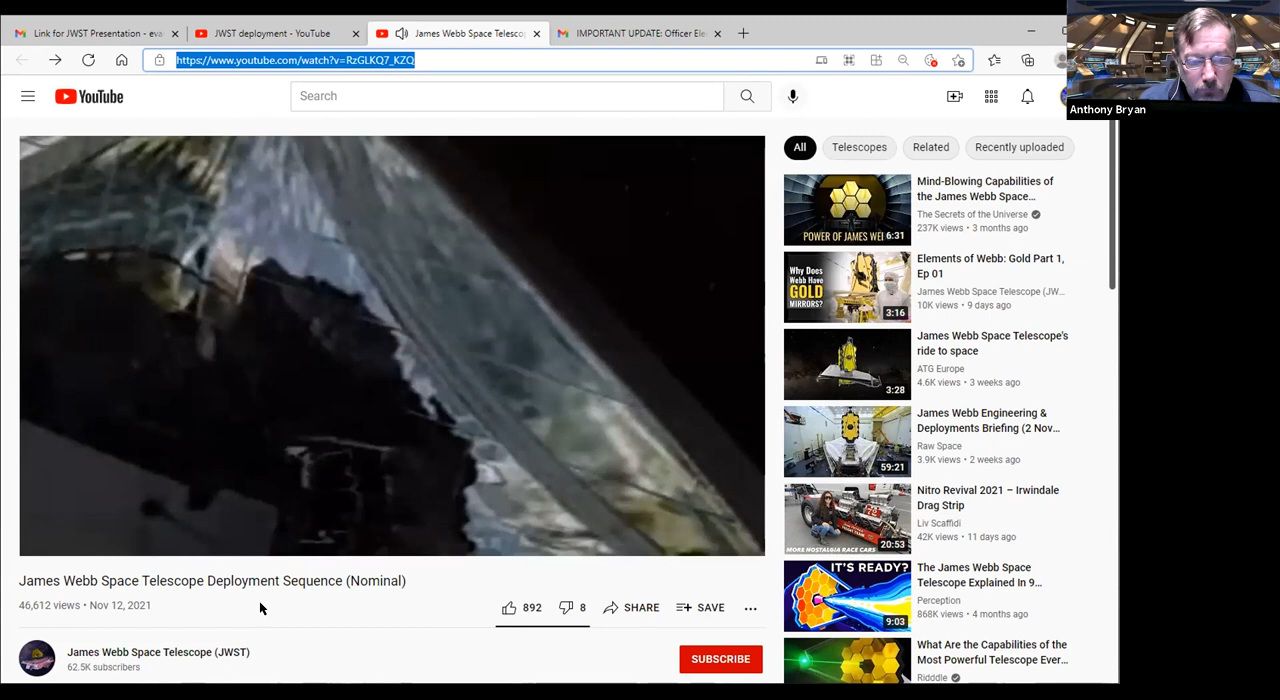 Link for JWST Presentation - eva
JWST deployment - YouTube
James Webb Space Telesco
IMPORTANT UPDATE: Officer Ele
https://www.youtube.com/watch?v=RzGLKQ7_KZQ
YouTube
Search
Anthony Bryan
All
Telescopes
Related
Recently uploaded
POWER OF JAMES WE
6:31
Mind-Blowing Capabilities of
the James Webb Space…
The Secrets of the Universe
237K views • 3 months ago
Why Does
Webb Have
GOLD
MIRRORS?
3:16
Elements of Webb: Gold Part 1,
Ep 01
James Webb Space Telescope (JW…
10K views • 9 days ago
3:28
James Webb Space Telescope's
ride to space
ATG Europe
4.6K views • 3 weeks ago
59:21
James Webb Engineering &
Deployments Briefing (2 Nov…
Raw Space
3.9K views • 2 weeks ago
MORE NOSTALGIA RACE CARS
20:53
Nitro Revival 2021 – Irwindale
Drag Strip
Liv Scaffidi
42K views • 11 days ago
IT'S READY?
9:03
The James Webb Space
Telescope Explained In 9…
Perception
868K views • 4 months ago
What Are the Capabilities of the
Most Powerful Telescope Ever…
Ridddle
James Webb Space Telescope Deployment Sequence (Nominal)
46,612 views • Nov 12, 2021
892
8
SHARE
SAVE
James Webb Space Telescope (JWST)
62.5K subscribers
SUBSCRIBE